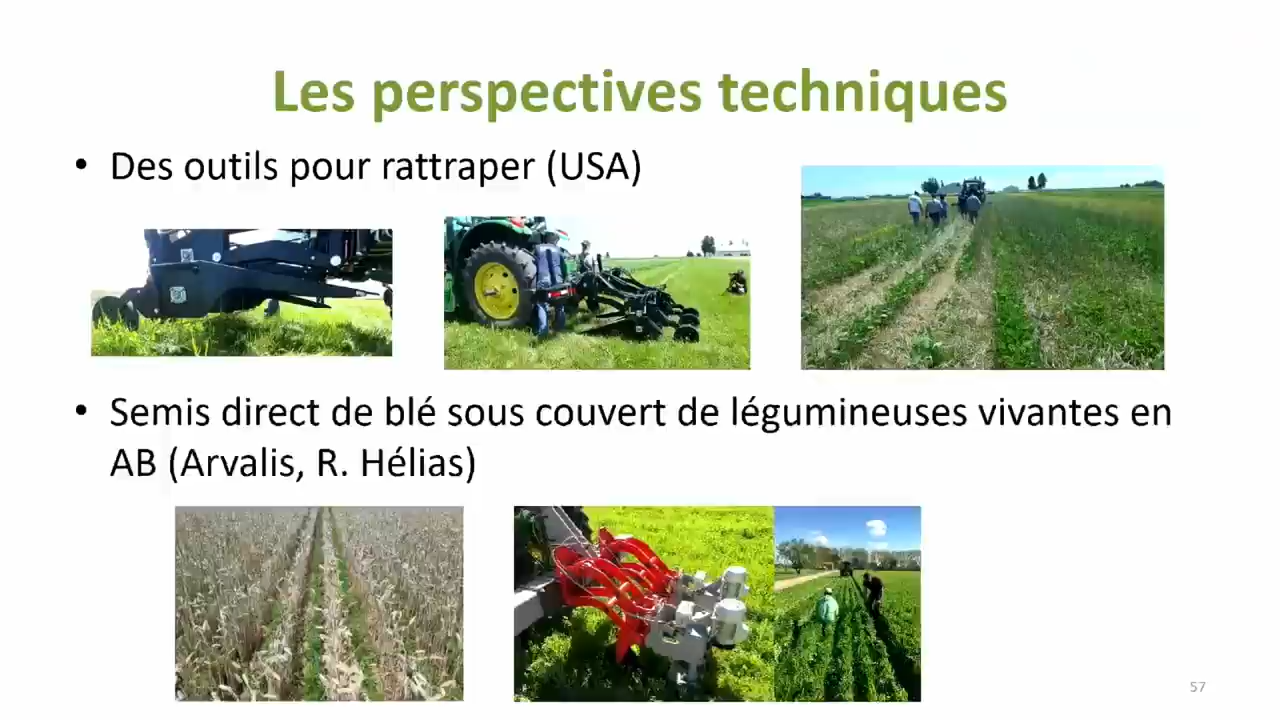 Les perspectives techniques
• Des outils pour rattraper (USA)
• Semis direct de blé sous couvert de légumineuses vivantes en
AB (Arvalis, R. Hélias)
57